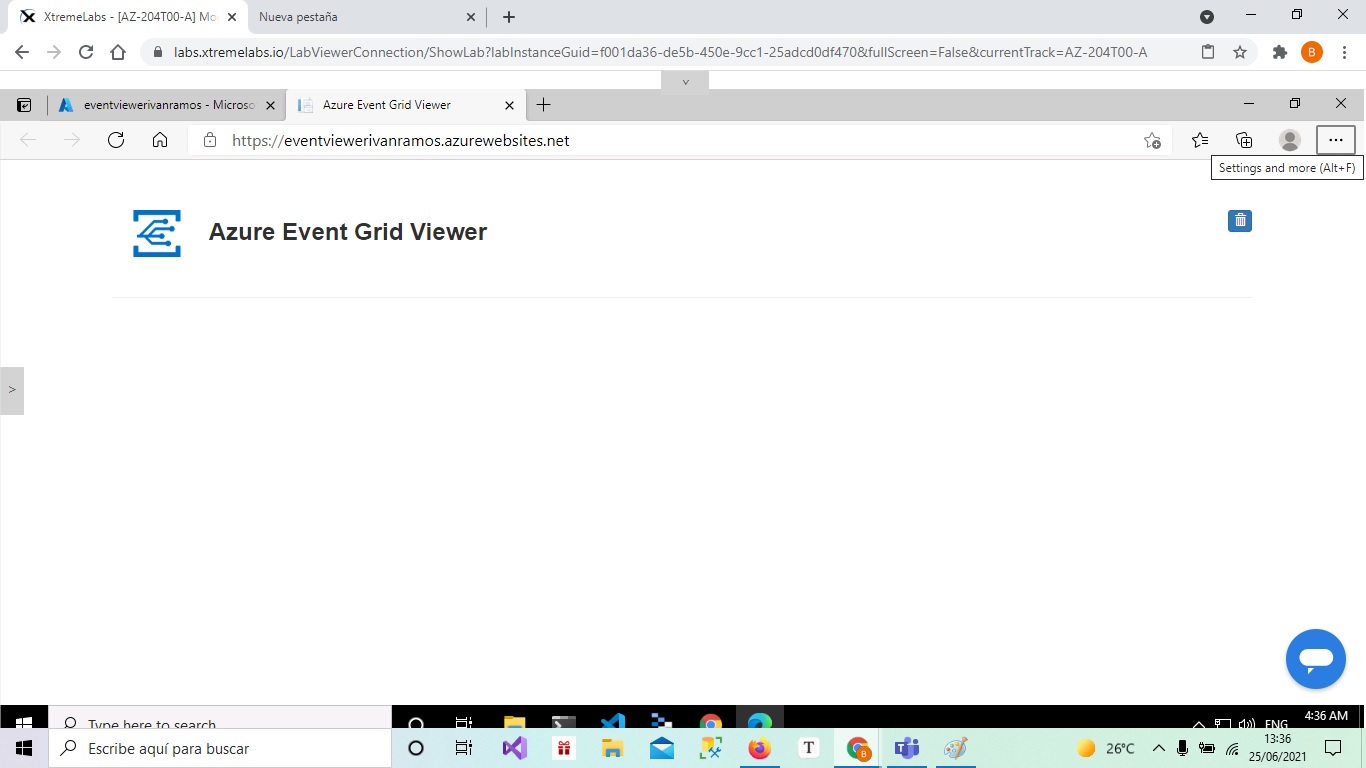 XtremeLabs - [AZ-204T00-A] Mo
Nueva pestaña
labs.xtremelabs.io/LabViewerConnection/ShowLab?labInstanceGuid=f001da36-de5b-450e-9cc1-25adcd0df470&fullScreen=False&currentTrack=AZ-204T00-A
B
eventviewerivanramos - Microso
Azure Event Grid Viewer
https://eventviewerivanramos.azurewebsites.net
Settings and more (Alt+F)
Azure Event Grid Viewer
>
Type here to search
ENG
4:36 AM
Escribe aquí para buscar
T
B
26°C
13:36
25/06/2021